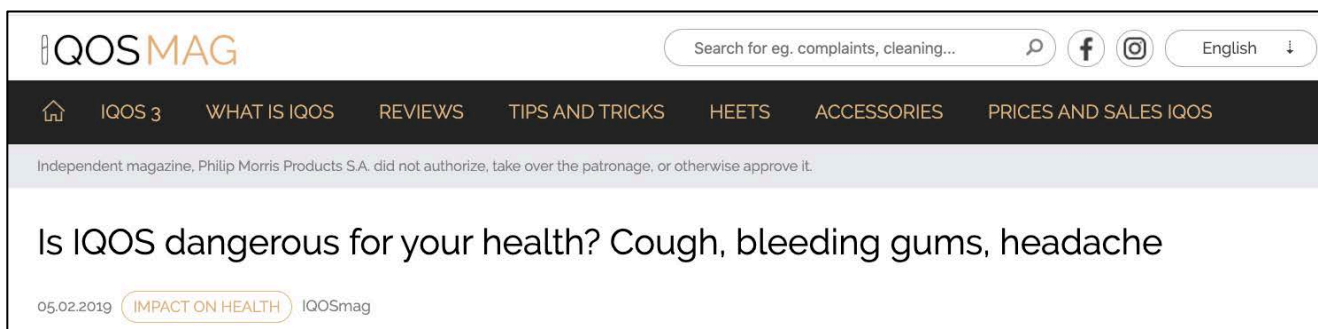 IQOSMAG
Search for eg. complaints, cleaning...
English
IQOS 3 WHAT IS IQOS REVIEWS TIPS AND TRICKS HEETS ACCESSORIES PRICES AND SALES IQOS
Independent magazine, Philip Morris Products S.A. did not authorize, take over the patronage, or otherwise approve it.
Is IQOS dangerous for your health? Cough, bleeding gums, headache
05.02.2019 IMPACT ON HEALTH IQOSmag